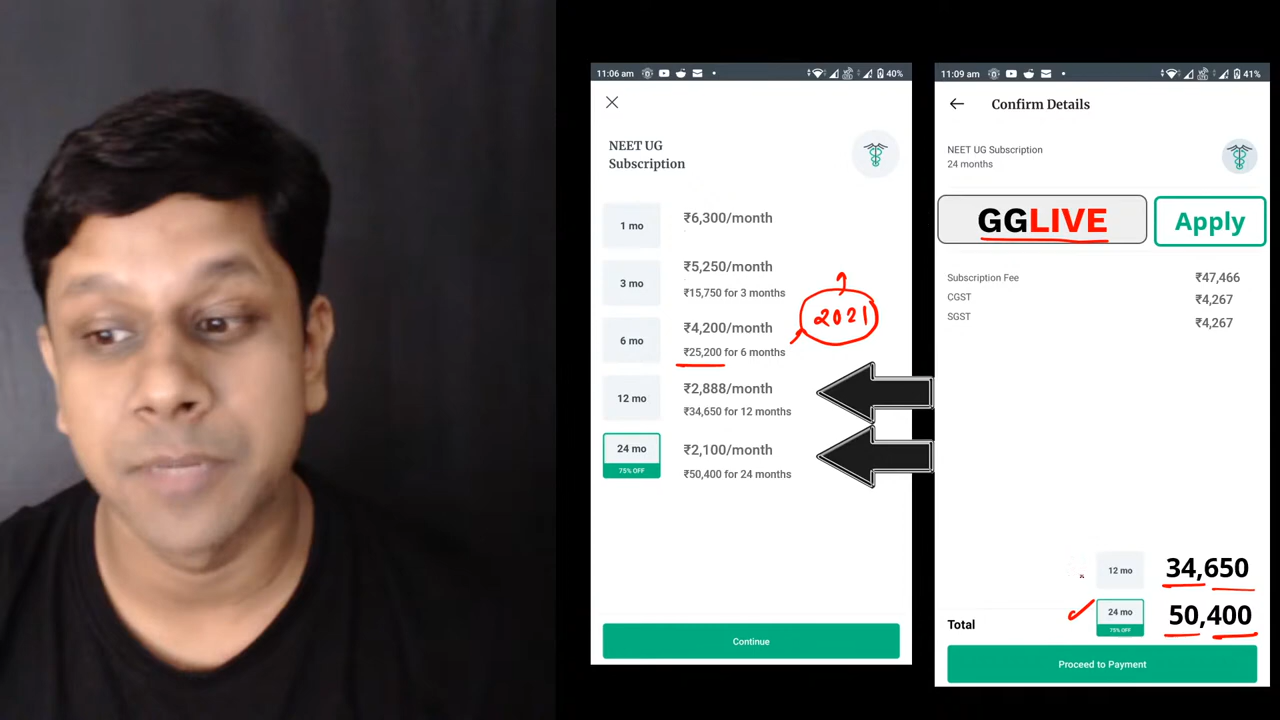 11:06 am
40%
NEET UG
Subscription
1 mo
₹6,300/month
3 mo
₹5,250/month
₹15,750 for 3 months
6 mo
₹4,200/month
₹25,200 for 6 months
2021
12 mo
₹2,888/month
₹34,650 for 12 months
24 mo
75% OFF
₹2,100/month
₹50,400 for 24 months
Continue
11:09 am
41%
Confirm Details
NEET UG Subscription
24 months
GGLIVE
Apply
Subscription Fee ₹47,466
CGST ₹4,267
SGST ₹4,267
12 mo 34,650
Total 24 mo 50,400
75% OFF
Proceed to Payment